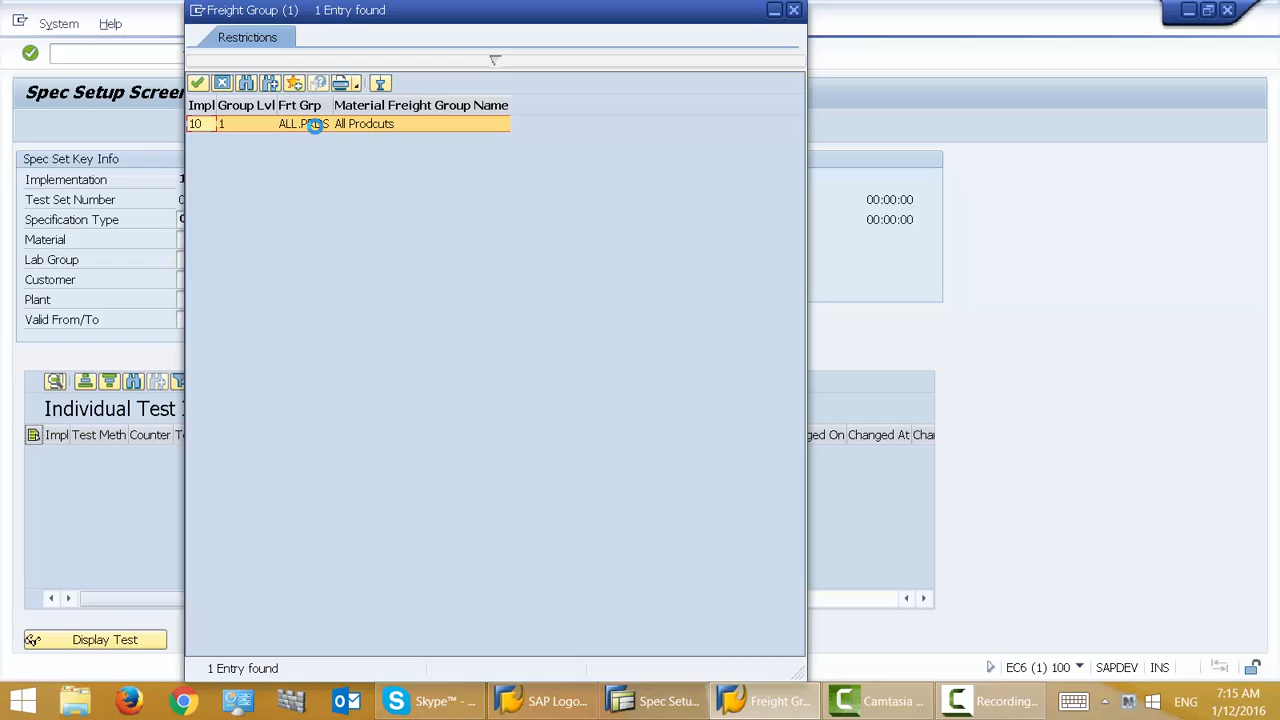 Freight Group (1) 1 Entry found
System Help
Restrictions
Spec Setup Screen
Impl Group Lvl Frt Grp Material Freight Group Name
10 1 All Prodcuts
Spec Set Key Info
Implementation 1
Test Set Number 0
00:00:00
Specification Type 0
00:00:00
Material
Lab Group
Customer
Plant
Valid From/To
Individual Test
Impl Test Meth Counter
ed On Changed At
Display Test
1 Entry found
EC6 (1) 100 SAPDEV INS
Skype™ - ...
SAP Logo...
Spec Setu...
Freight Gr...
Camtasia ...
Recording...
ENG
7:15 AM
1/12/2016